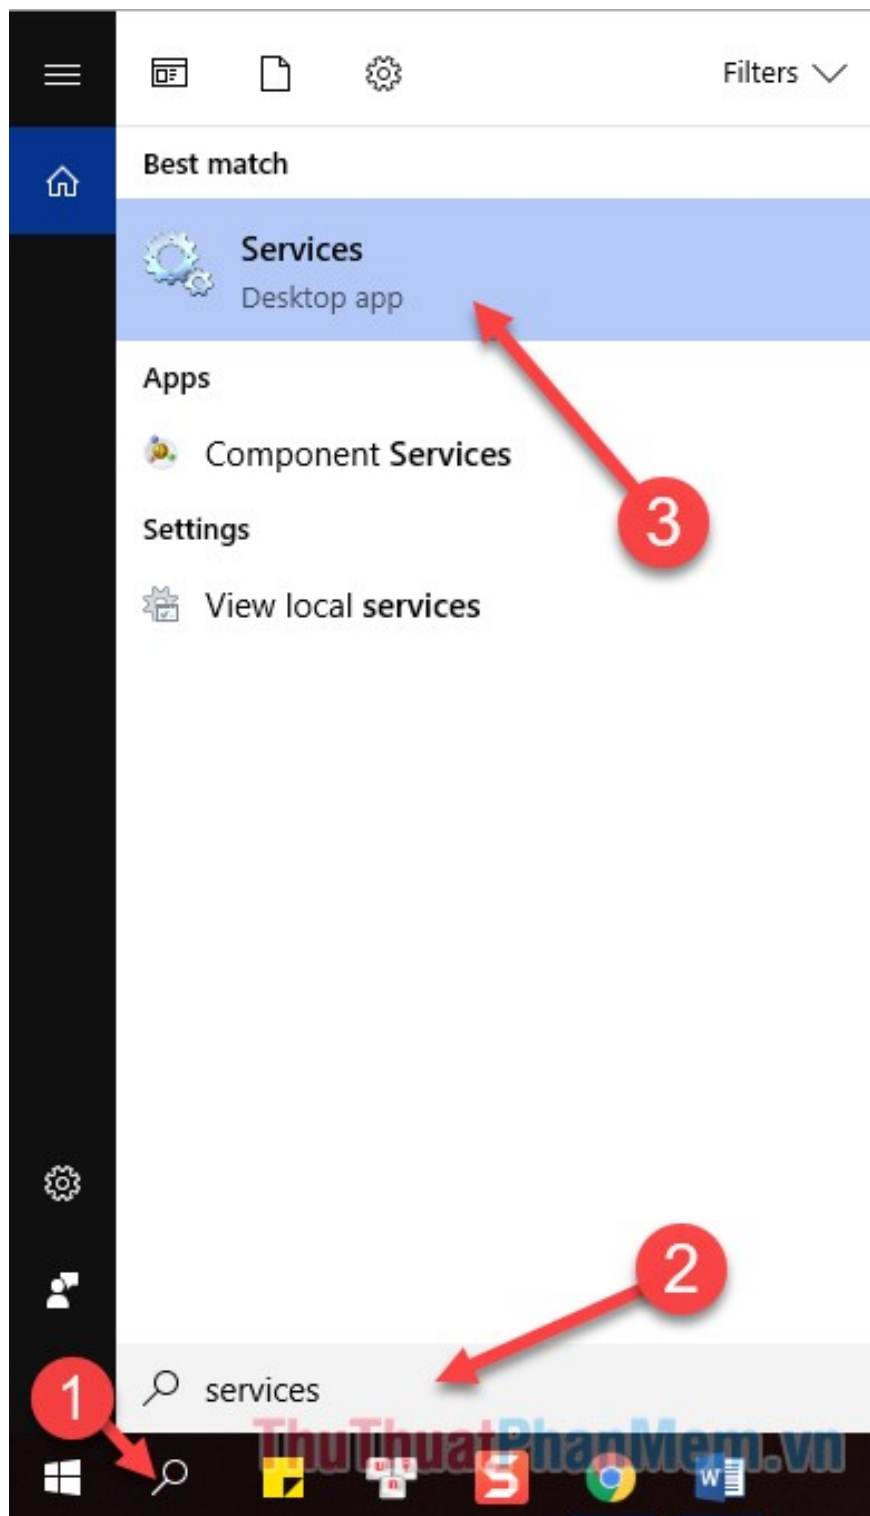 Filters
Best match
Services
Desktop app
Apps
Component Services
3
Settings
View local services
2
1
services
ThuThuatPhanMem.vn